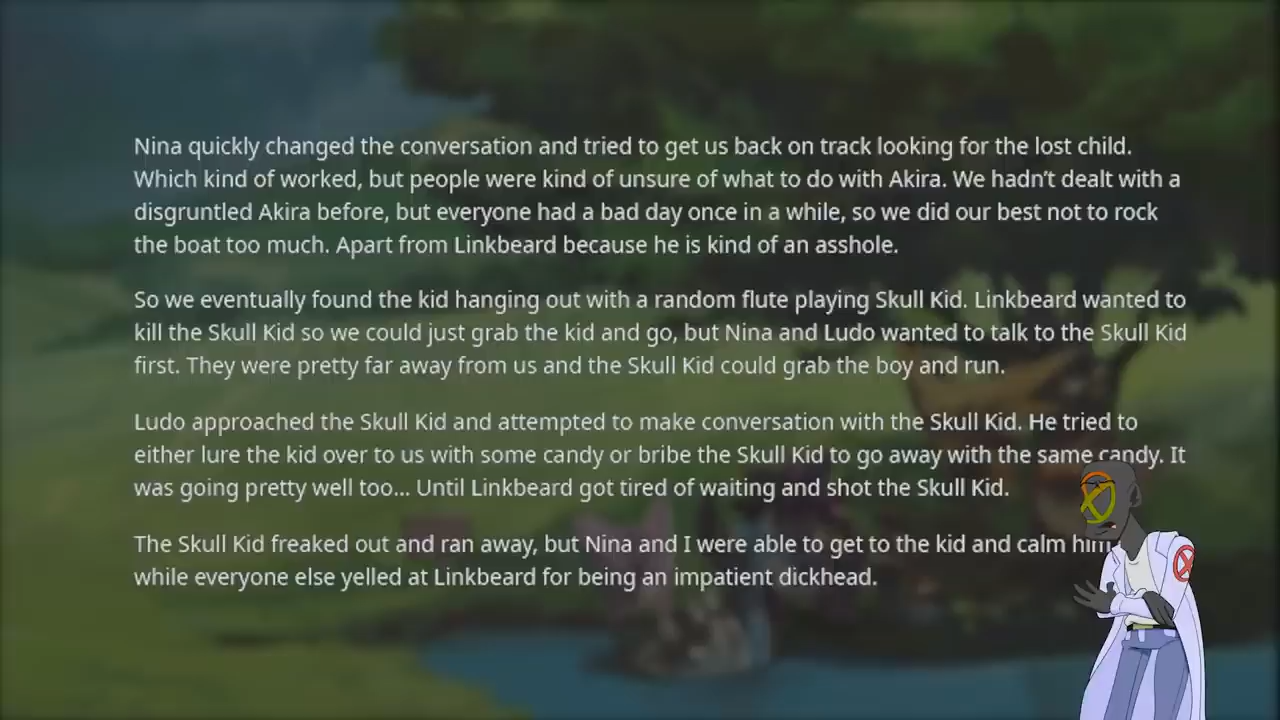 Nina quickly changed the conversation and tried to get us back on track looking for the lost child.
Which kind of worked, but people were kind of unsure of what to do with Akira. We hadn't dealt with a
disgruntled Akira before, but everyone had a bad day once in a while, so we did our best not to rock
the boat too much. Apart from Linkbeard because he is kind of an asshole.
So we eventually found the kid hanging out with a random flute playing Skull Kid. Linkbeard wanted to
kill the Skull Kid so we could just grab the kid and go, but Nina and Ludo wanted to talk to the Skull Kid
first. They were pretty far away from us and the Skull Kid could grab the boy and run.
Ludo approached the Skull Kid and attempted to make conversation with the Skull Kid. He tried to
either lure the kid over to us with some candy or bribe the Skull Kid to go away with the same candy. It
was going pretty well too... Until Linkbeard got tired of waiting and shot the Skull Kid.
The Skull Kid freaked out and ran away, but Nina and I were able to get to the kid and calm him
while everyone else yelled at Linkbeard for being an impatient dickhead.